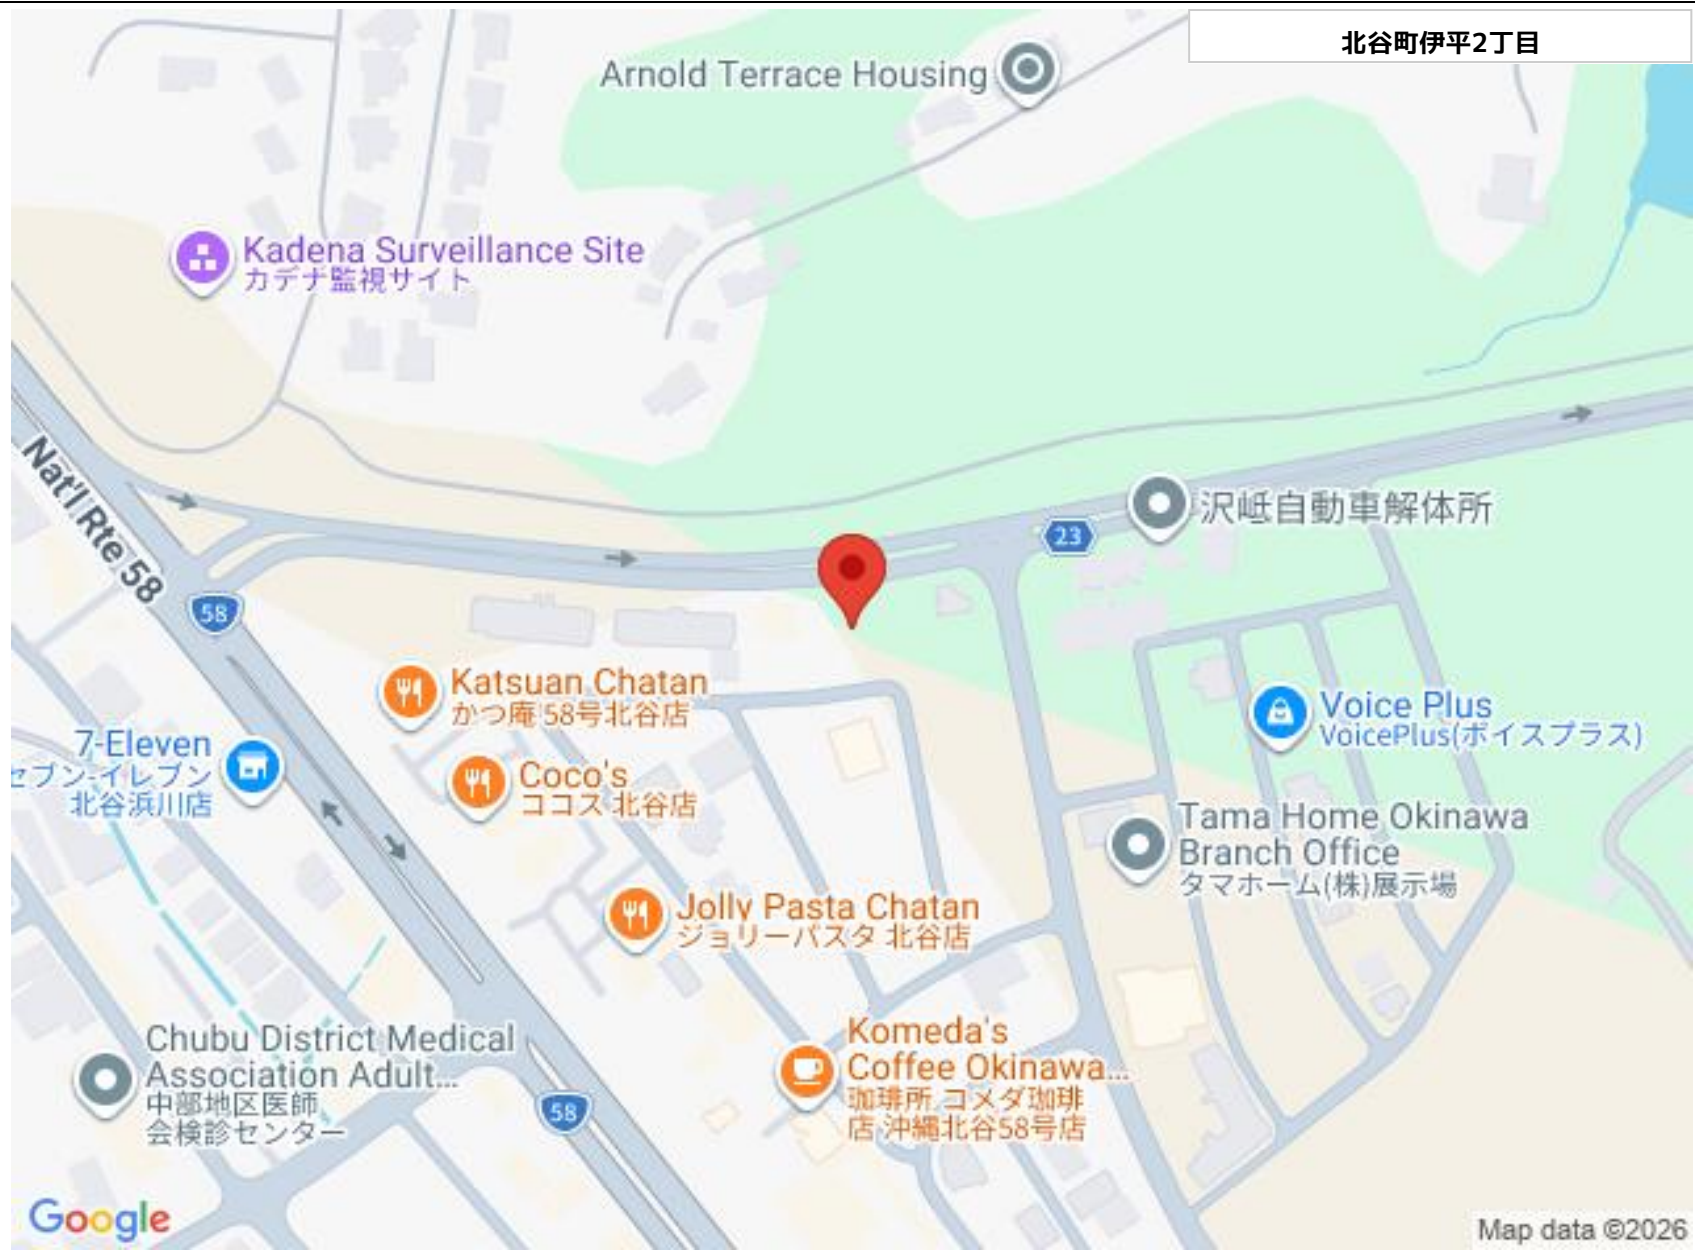 北谷町伊平2丁目
Arnold Terrace Housing
Kadena Surveillance Site
カデナ監視サイト
Nat'l Rte 58
沢岻自動車解体所
23
58
Katsuan Chatan
かつ庵 58号北谷店
Voice Plus
VoicePlus(ボイスプラス)
7-Eleven
セブン-イレブン
北谷浜川店
Coco's
ココス 北谷店
Tama Home Okinawa
Branch Office
タマホーム(株)展示場
Jolly Pasta Chatan
ジョリーパスタ 北谷店
Chubu District Medical
Association Adult...
中部地区医師
会検診センター
Komeda's
Coffee Okinawa...
珈琲所 コメダ珈琲
店 沖縄北谷58号店
58
Google
Map data ©2026